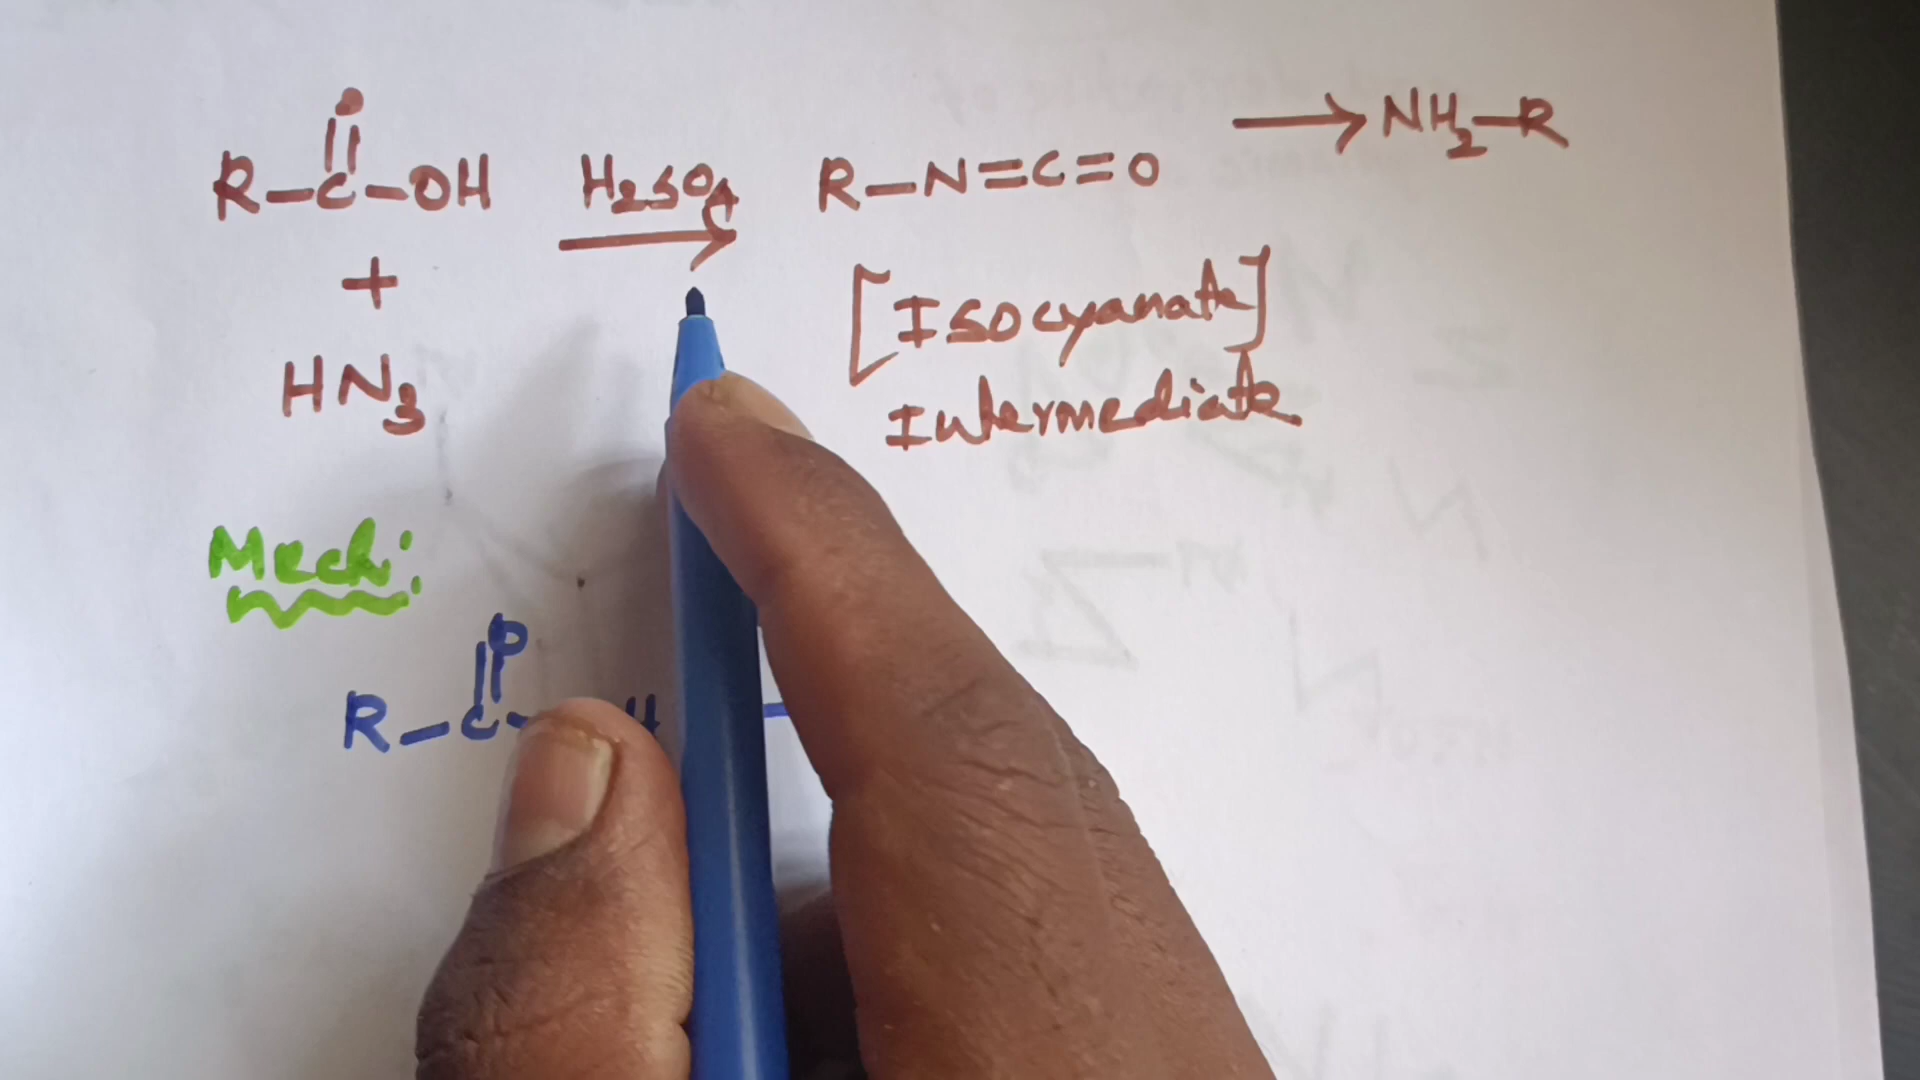 O
||
R-C-OH H₂SO₄ R-N=C=O → NH₂-R
+
HN₃
[Isocyanate]
Intermediate
Mech:
O
||
R-C- H